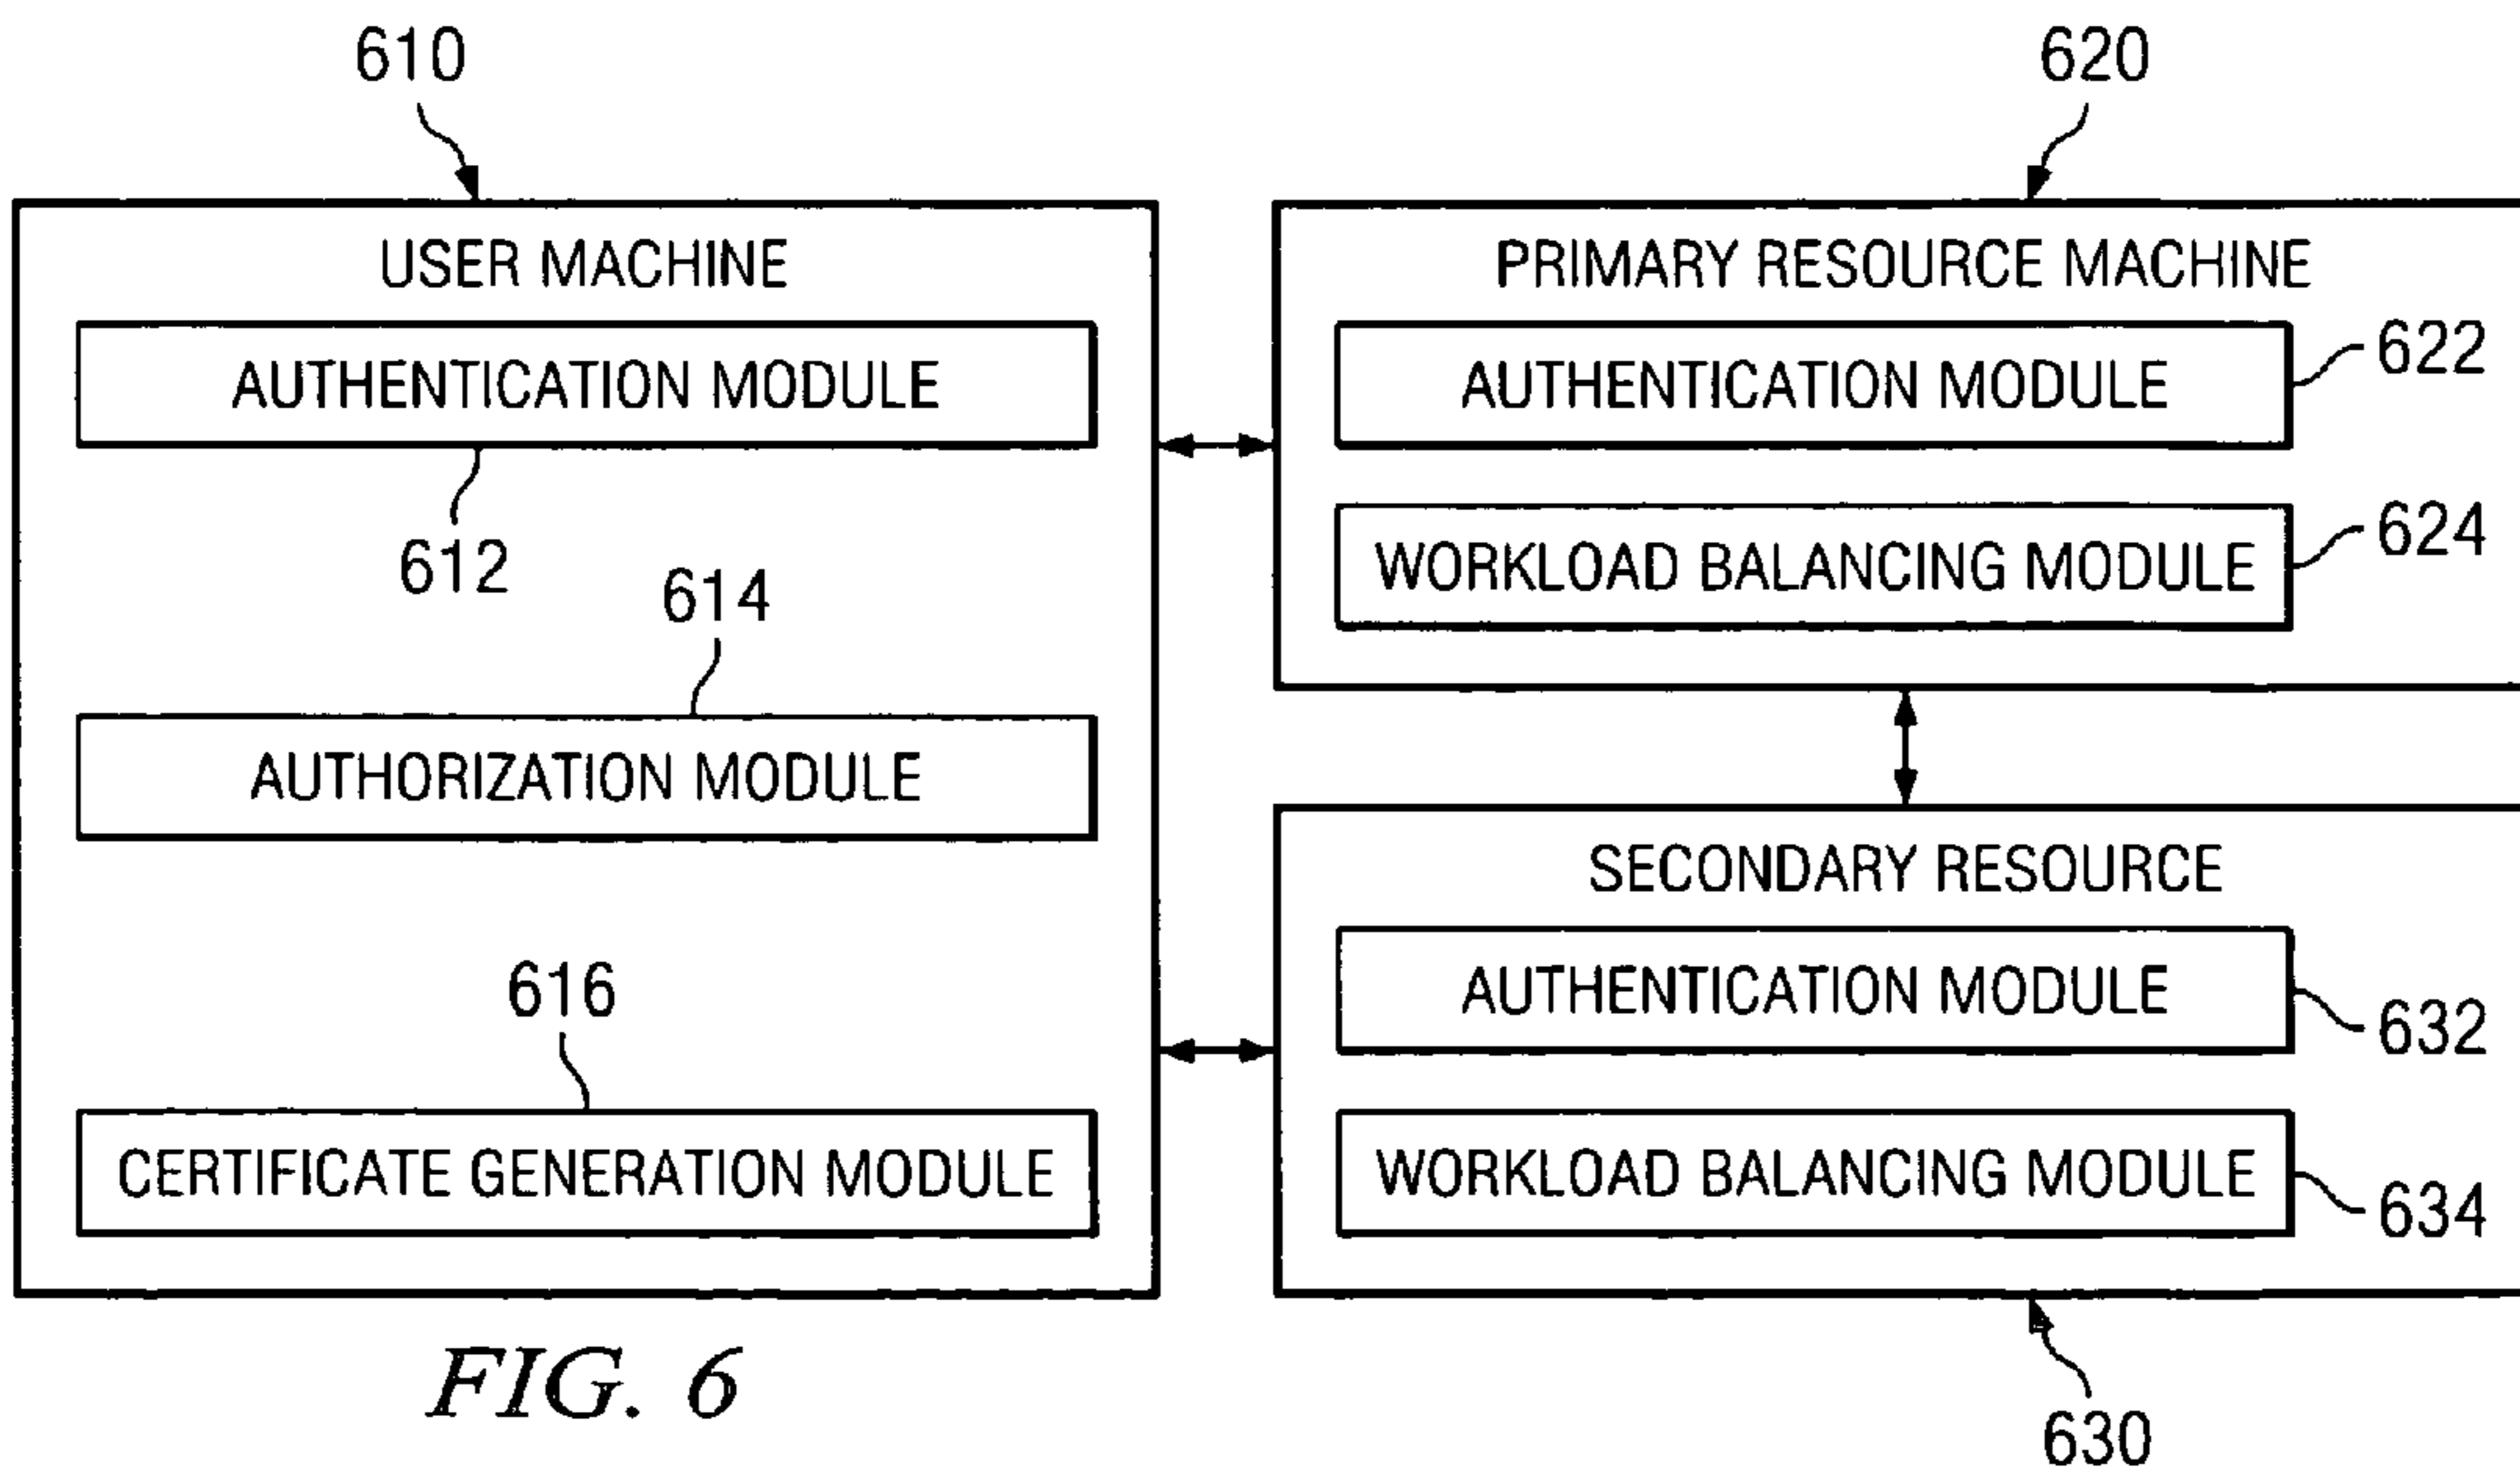 610
USER MACHINE
AUTHENTICATION MODULE
612
614
AUTHORIZATION MODULE
616
CERTIFICATE GENERATION MODULE
620
PRIMARY RESOURCE MACHINE
AUTHENTICATION MODULE
622
WORKLOAD BALANCING MODULE
624
SECONDARY RESOURCE
AUTHENTICATION MODULE
632
WORKLOAD BALANCING MODULE
634
630
FIG. 6